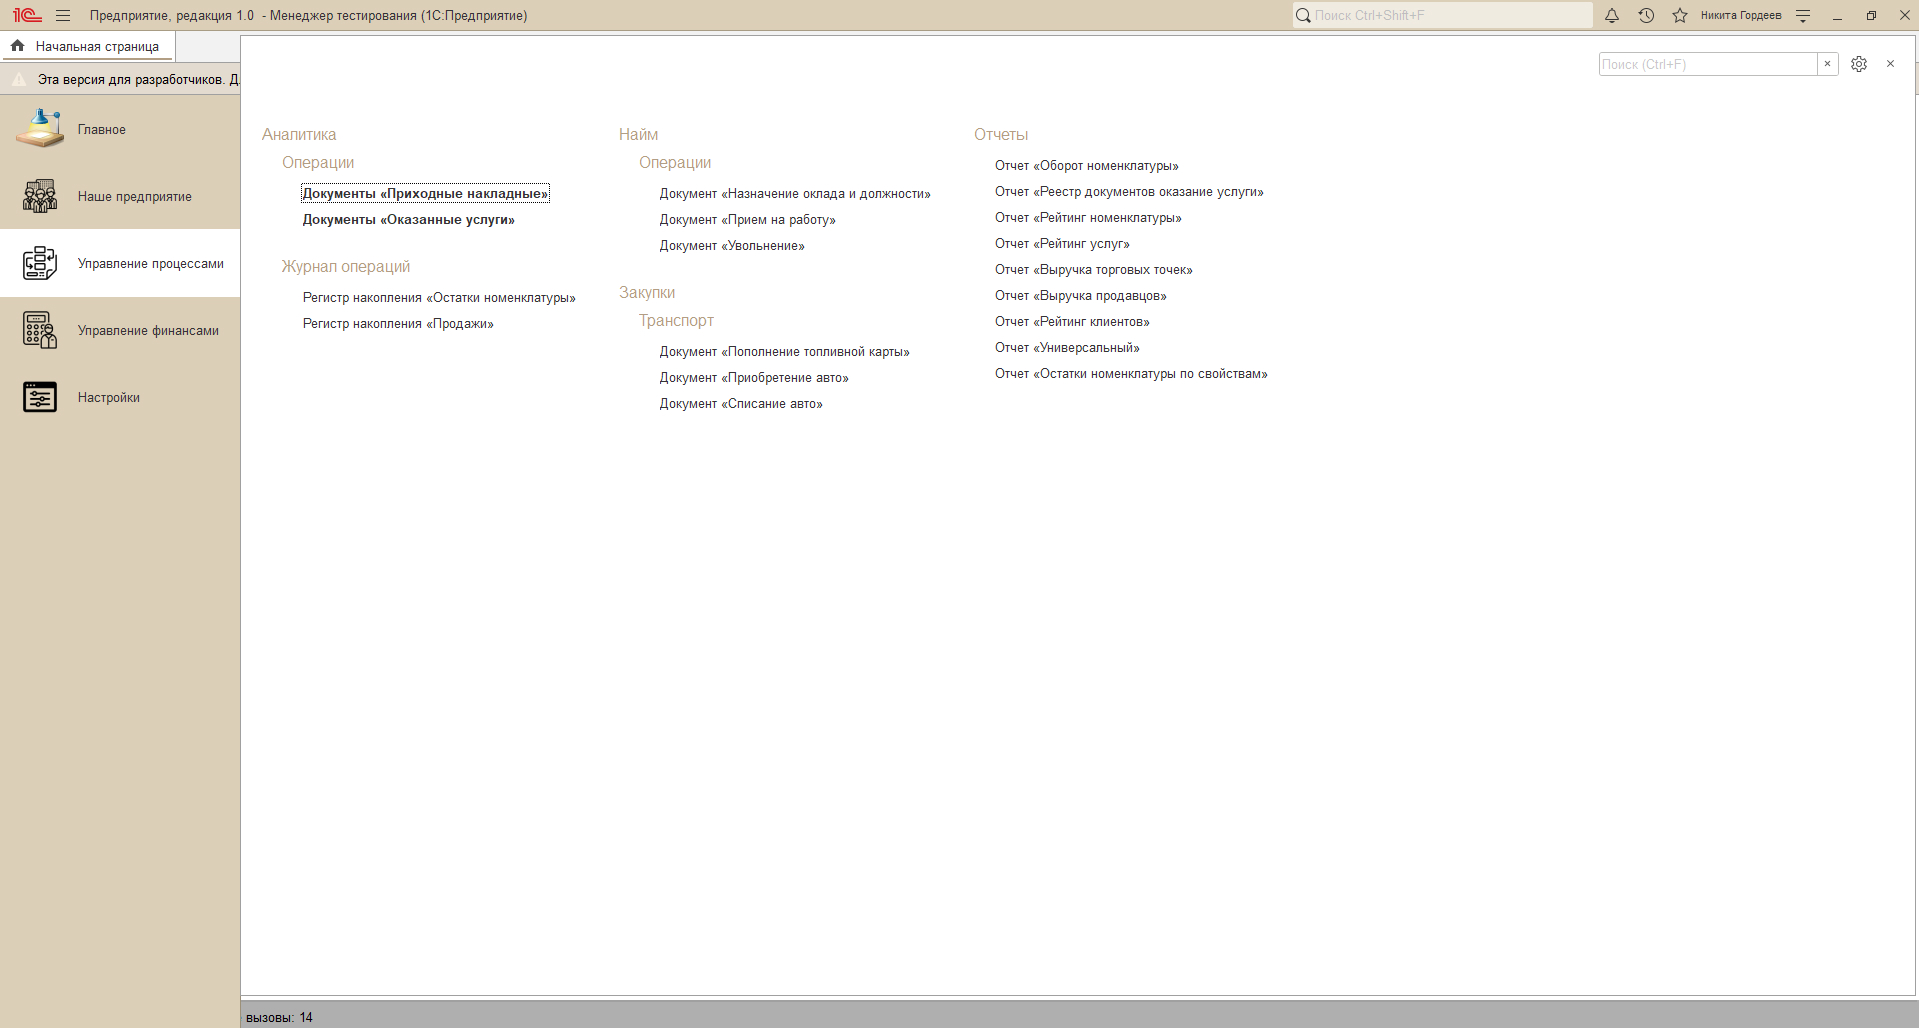 1С Предприятие, редакция 1.0 - Менеджер тестирования (1С:Предприятие)
Поиск Ctrl+Shift+F
Никита Гордеев
Начальная страница
Эта версия для разработчиков. Д
Поиск (Ctrl+F)
Главное
Наше предприятие
Управление процессами
Управление финансами
Настройки
Аналитика
Операции
Документы «Приходные накладные»
Документы «Оказанные услуги»
Журнал операций
Регистр накопления «Остатки номенклатуры»
Регистр накопления «Продажи»
Найм
Операции
Документ «Назначение оклада и должности»
Документ «Прием на работу»
Документ «Увольнение»
Закупки
Транспорт
Документ «Пополнение топливной карты»
Документ «Приобретение авто»
Документ «Списание авто»
Отчеты
Отчет «Оборот номенклатуры»
Отчет «Реестр документов оказание услуги»
Отчет «Рейтинг номенклатуры»
Отчет «Рейтинг услуг»
Отчет «Выручка торговых точек»
Отчет «Выручка продавцов»
Отчет «Рейтинг клиентов»
Отчет «Универсальный»
Отчет «Остатки номенклатуры по свойствам»
вызовы: 14